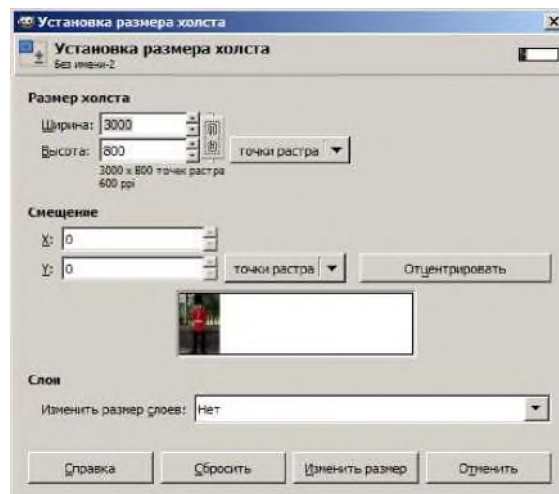 Установка размера холста
Установка размера холста
Без имени-2
Размер холста
Ширина: 3000
Высота: 800 точки растра
3000 x 800 точек растра
600 ppi
Смещение
X: 0
Y: 0 точки растра Отцентрировать
Слои
Изменить размер слоев: Нет
Справка Сбросить Изменить размер Отменить